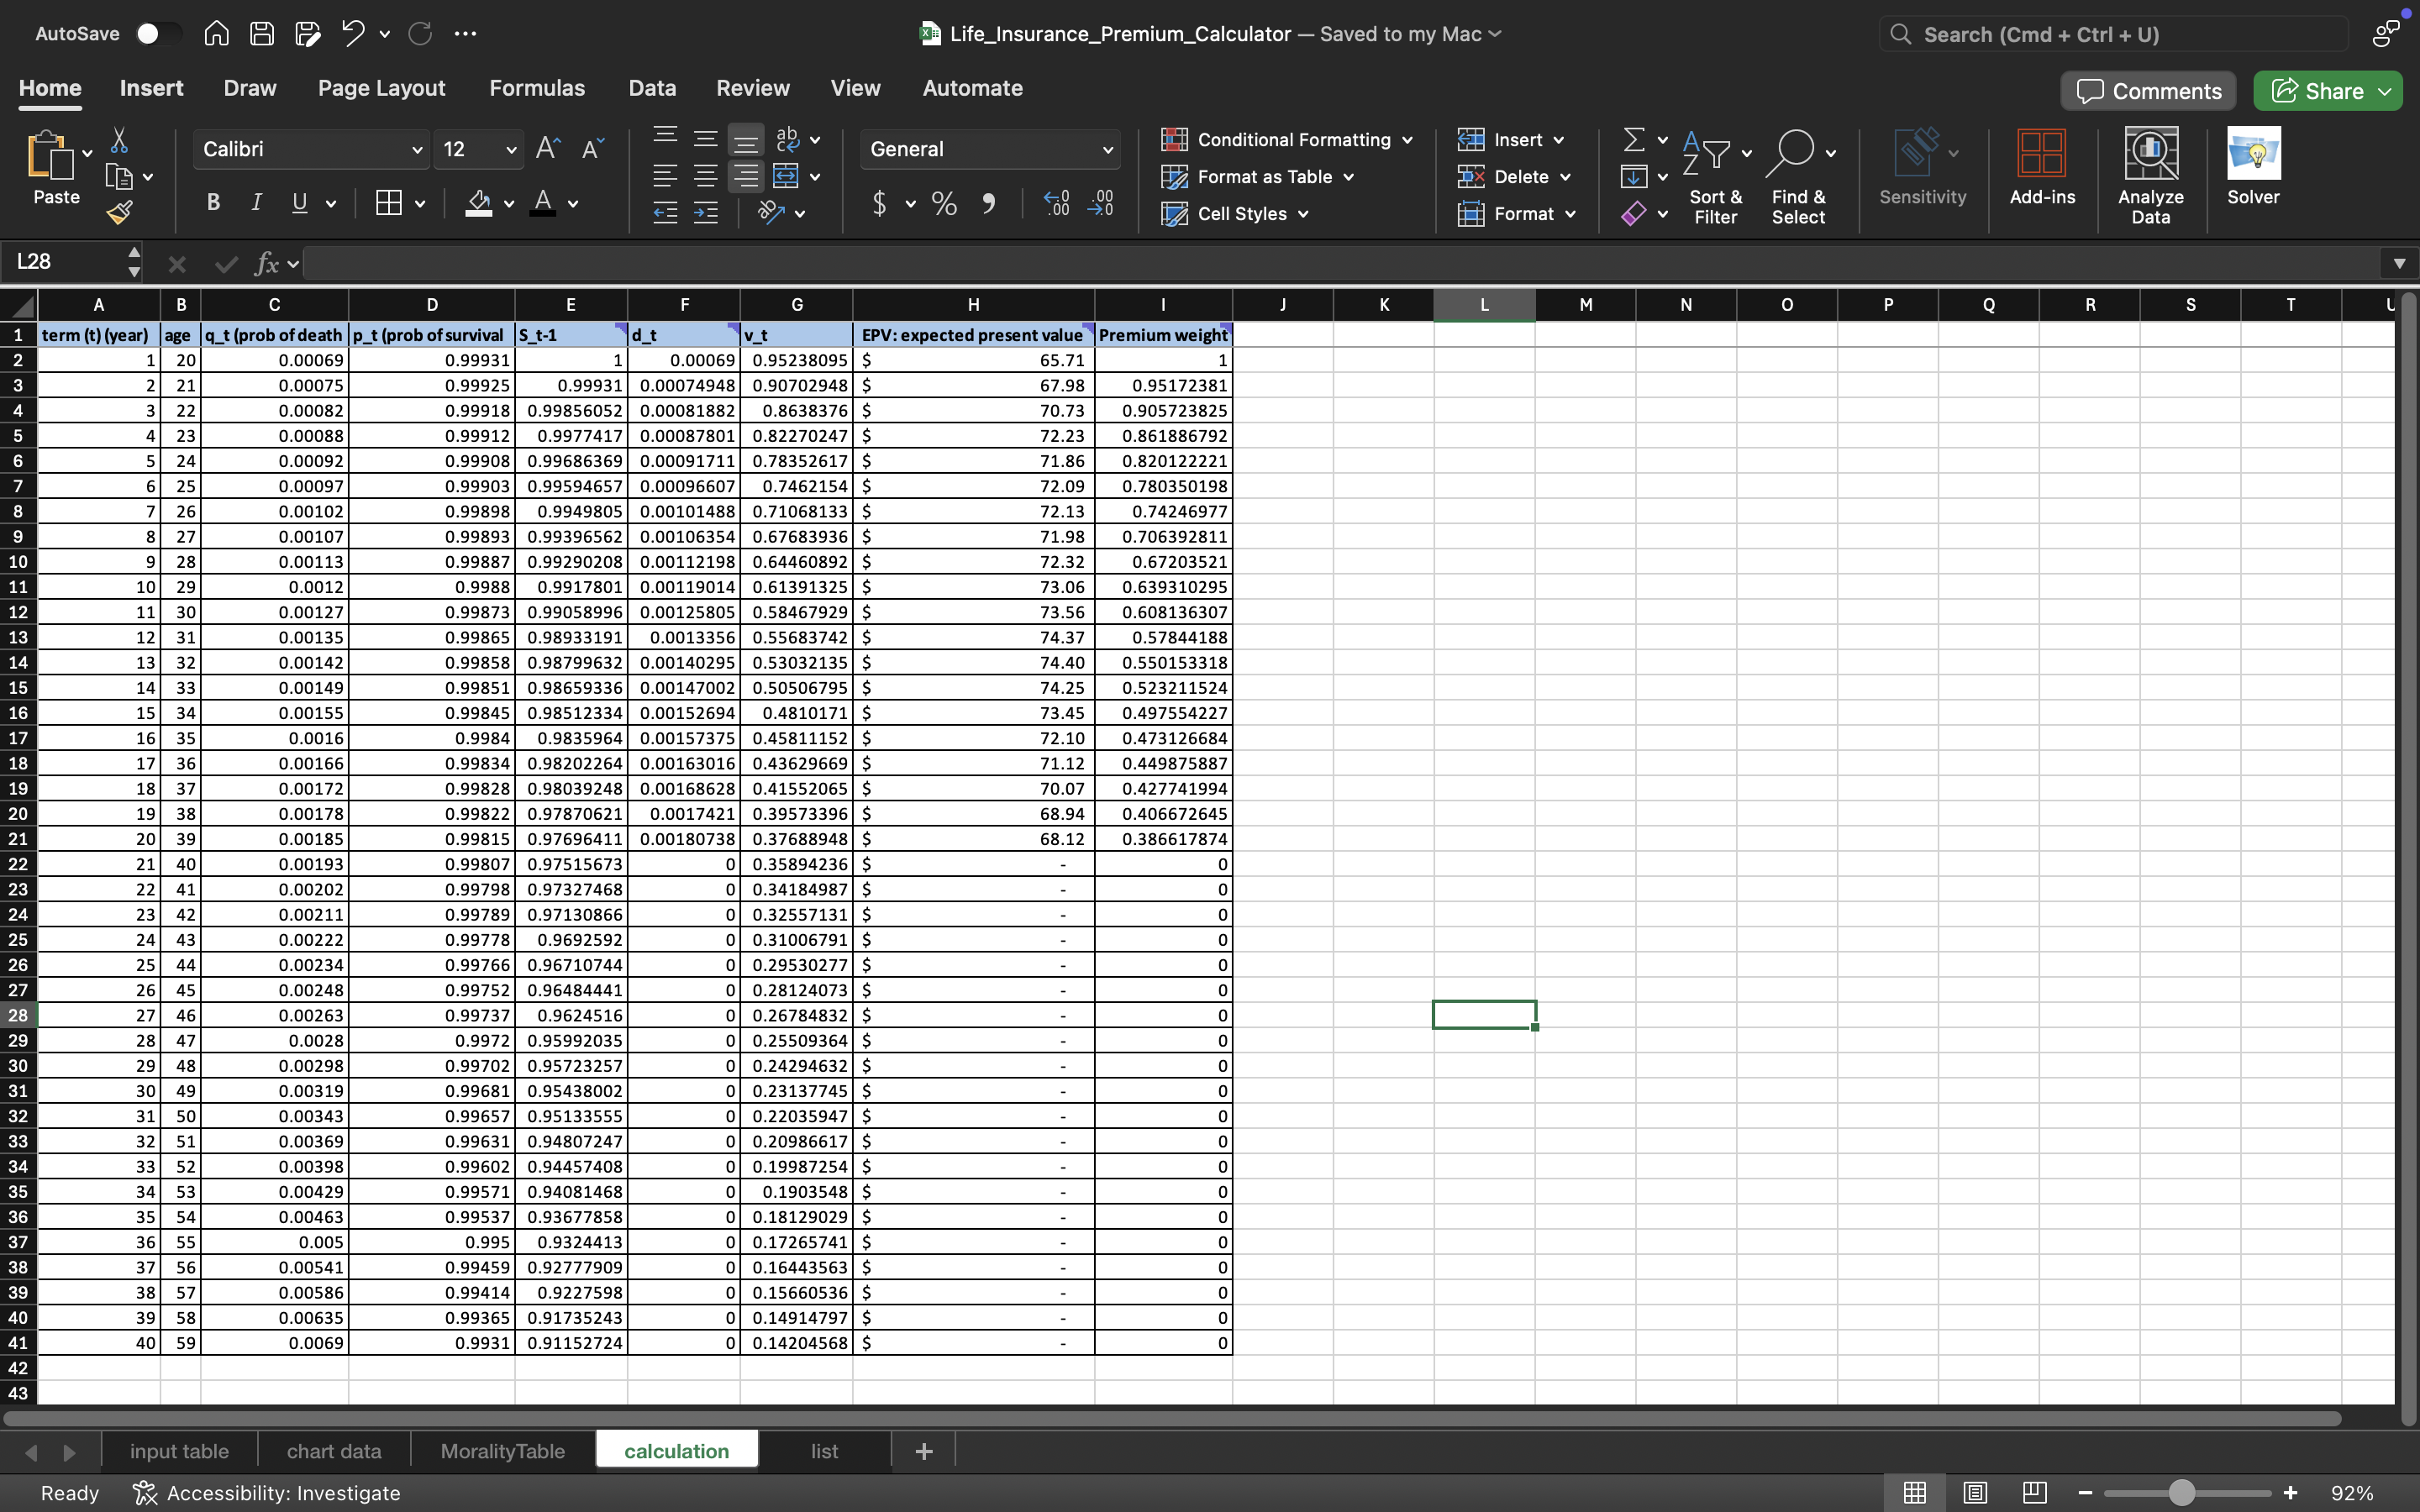 AutoSave
Life_Insurance_Premium_Calculator — Saved to my Mac
Search (Cmd + Ctrl + U)
Home Insert Draw Page Layout Formulas Data Review View Automate
Comments Share
Paste
Calibri 12
B I U A
ab
General
$ % 9
Conditional Formatting
Format as Table
Cell Styles
Insert
Delete
Format
Sort & Filter
Find & Select
Sensitivity
Add-ins
Analyze Data
Solver
L28 fx
A B C D E F G H I J K L M N O P Q R S T U
1 term (t) (year) age q_t (prob of death p_t (prob of survival S_t-1 d_t v_t EPV: expected present value Premium weight
2 1 20 0.00069 0.99931 1 0.00069 0.95238095 $ 65.71 1
3 2 21 0.00075 0.99925 0.99931 0.00074948 0.90702948 $ 67.98 0.95172381
4 3 22 0.00082 0.99918 0.99856052 0.00081882 0.8638376 $ 70.73 0.905723825
5 4 23 0.00088 0.99912 0.9977417 0.00087801 0.82270247 $ 72.23 0.861886792
6 5 24 0.00092 0.99908 0.99686369 0.00091711 0.78352617 $ 71.86 0.820122221
7 6 25 0.00097 0.99903 0.99594657 0.00096607 0.7462154 $ 72.09 0.780350198
8 7 26 0.00102 0.99898 0.9949805 0.00101488 0.71068133 $ 72.13 0.74246977
9 8 27 0.00107 0.99893 0.99396562 0.00106354 0.67683936 $ 71.98 0.706392811
10 9 28 0.00113 0.99887 0.99290208 0.00112198 0.64460892 $ 72.32 0.67203521
11 10 29 0.0012 0.9988 0.9917801 0.00119014 0.61391325 $ 73.06 0.639310295
12 11 30 0.00127 0.99873 0.99058996 0.00125805 0.58467929 $ 73.56 0.608136307
13 12 31 0.00135 0.99865 0.98933191 0.0013356 0.55683742 $ 74.37 0.57844188
14 13 32 0.00142 0.99858 0.98799632 0.00140295 0.53032135 $ 74.40 0.550153318
15 14 33 0.00149 0.99851 0.98659336 0.00147002 0.50506795 $ 74.25 0.523211524
16 15 34 0.00155 0.99845 0.98512334 0.00152694 0.4810171 $ 73.45 0.497554227
17 16 35 0.0016 0.9984 0.9835964 0.00157375 0.45811152 $ 72.10 0.473126684
18 17 36 0.00166 0.99834 0.98202264 0.00163016 0.43629669 $ 71.12 0.449875887
19 18 37 0.00172 0.99828 0.98039248 0.00168628 0.41552065 $ 70.07 0.427741994
20 19 38 0.00178 0.99822 0.97870621 0.0017421 0.39573396 $ 68.94 0.406672645
21 20 39 0.00185 0.99815 0.97696411 0.00180738 0.37688948 $ 68.12 0.386617874
22 21 40 0.00193 0.99807 0.97515673 0 0.35894236 $ - 0
23 22 41 0.00202 0.99798 0.97327468 0 0.34184987 $ - 0
24 23 42 0.00211 0.99789 0.97130866 0 0.32557131 $ - 0
25 24 43 0.00222 0.99778 0.9692592 0 0.31006791 $ - 0
26 25 44 0.00234 0.99766 0.96710744 0 0.29530277 $ - 0
27 26 45 0.00248 0.99752 0.96484441 0 0.28124073 $ - 0
28 27 46 0.00263 0.99737 0.9624516 0 0.26784832 $ - 0
29 28 47 0.0028 0.9972 0.95992035 0 0.25509364 $ - 0
30 29 48 0.00298 0.99702 0.95723257 0 0.24294632 $ - 0
31 30 49 0.00319 0.99681 0.95438002 0 0.23137745 $ - 0
32 31 50 0.00343 0.99657 0.95133555 0 0.22035947 $ - 0
33 32 51 0.00369 0.99631 0.94807247 0 0.20986617 $ - 0
34 33 52 0.00398 0.99602 0.94457408 0 0.19987254 $ - 0
35 34 53 0.00429 0.99571 0.94081468 0 0.1903548 $ - 0
36 35 54 0.00463 0.99537 0.93677858 0 0.18129029 $ - 0
37 36 55 0.005 0.995 0.9324413 0 0.17265741 $ - 0
38 37 56 0.00541 0.99459 0.92777909 0 0.16443563 $ - 0
39 38 57 0.00586 0.99414 0.9227598 0 0.15660536 $ - 0
40 39 58 0.00635 0.99365 0.91735243 0 0.14914797 $ - 0
41 40 59 0.0069 0.9931 0.91152724 0 0.14204568 $ - 0
42
43
input table chart data MoralityTable calculation list +
Ready Accessibility: Investigate 92%